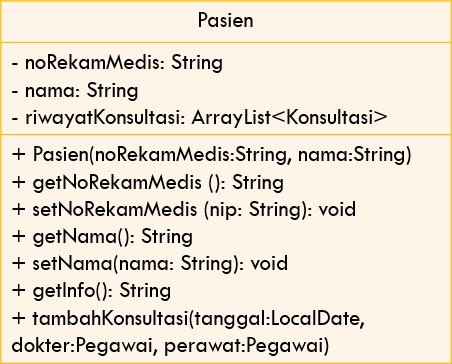 Pasien
- noRekamMedis: String
- nama: String
- riwayatKonsultasi: ArrayList<Konsultasi>
+ Pasien(noRekamMedis:String, nama:String)
+ getNoRekamMedis (): String
+ setNoRekamMedis (nip: String): void
+ getNama(): String
+ setNama(nama: String): void
+ getInfo(): String
+ tambahKonsultasi(tanggal:LocalDate,
dokter:Pegawai, perawat:Pegawai)